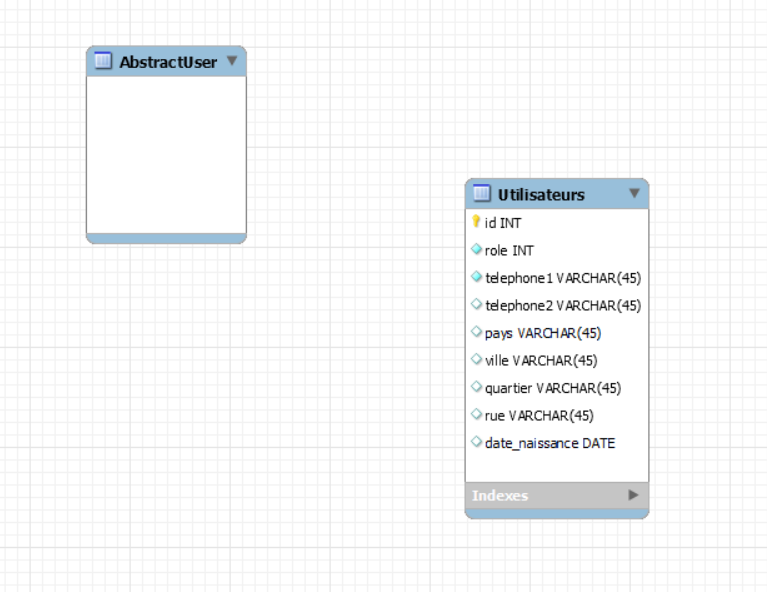 AbstractUser
Utilisateurs
id INT
role INT
telephone1 VARCHAR(45)
telephone2 VARCHAR(45)
pays VARCHAR(45)
ville VARCHAR(45)
quartier VARCHAR(45)
rue VARCHAR(45)
date_naissance DATE
Indexes